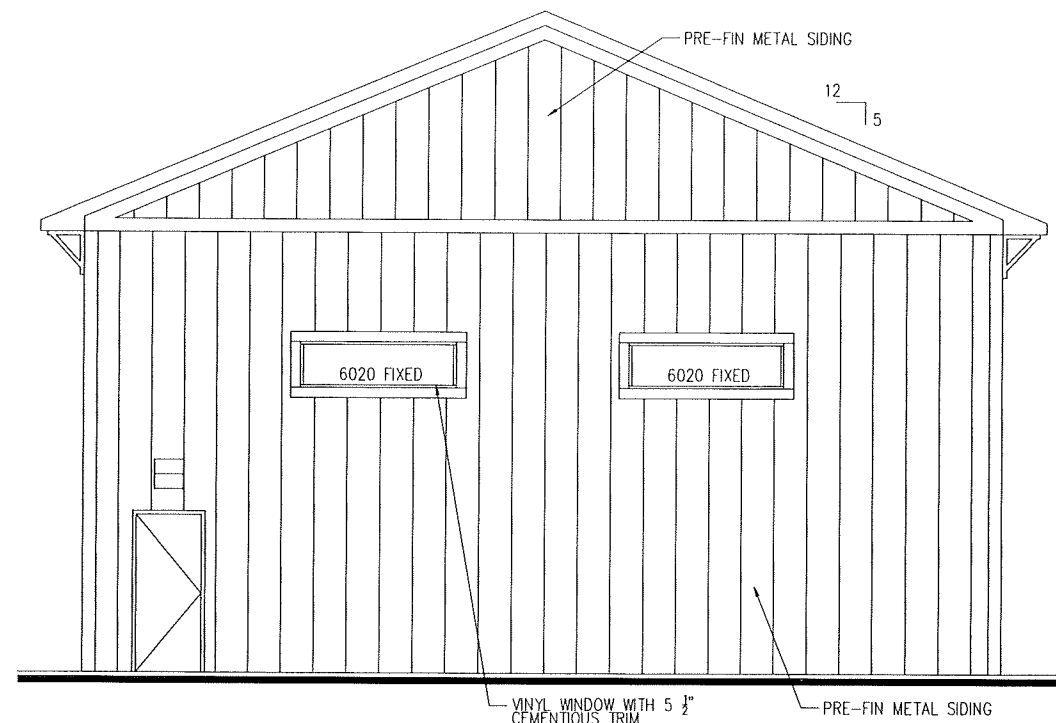 PRE-FIN METAL SIDING
12
5
6020 FIXED
6020 FIXED
VINYL WINDOW WITH 5 1/2"
CEMENTIOUS TRIM
PRE-FIN METAL SIDING